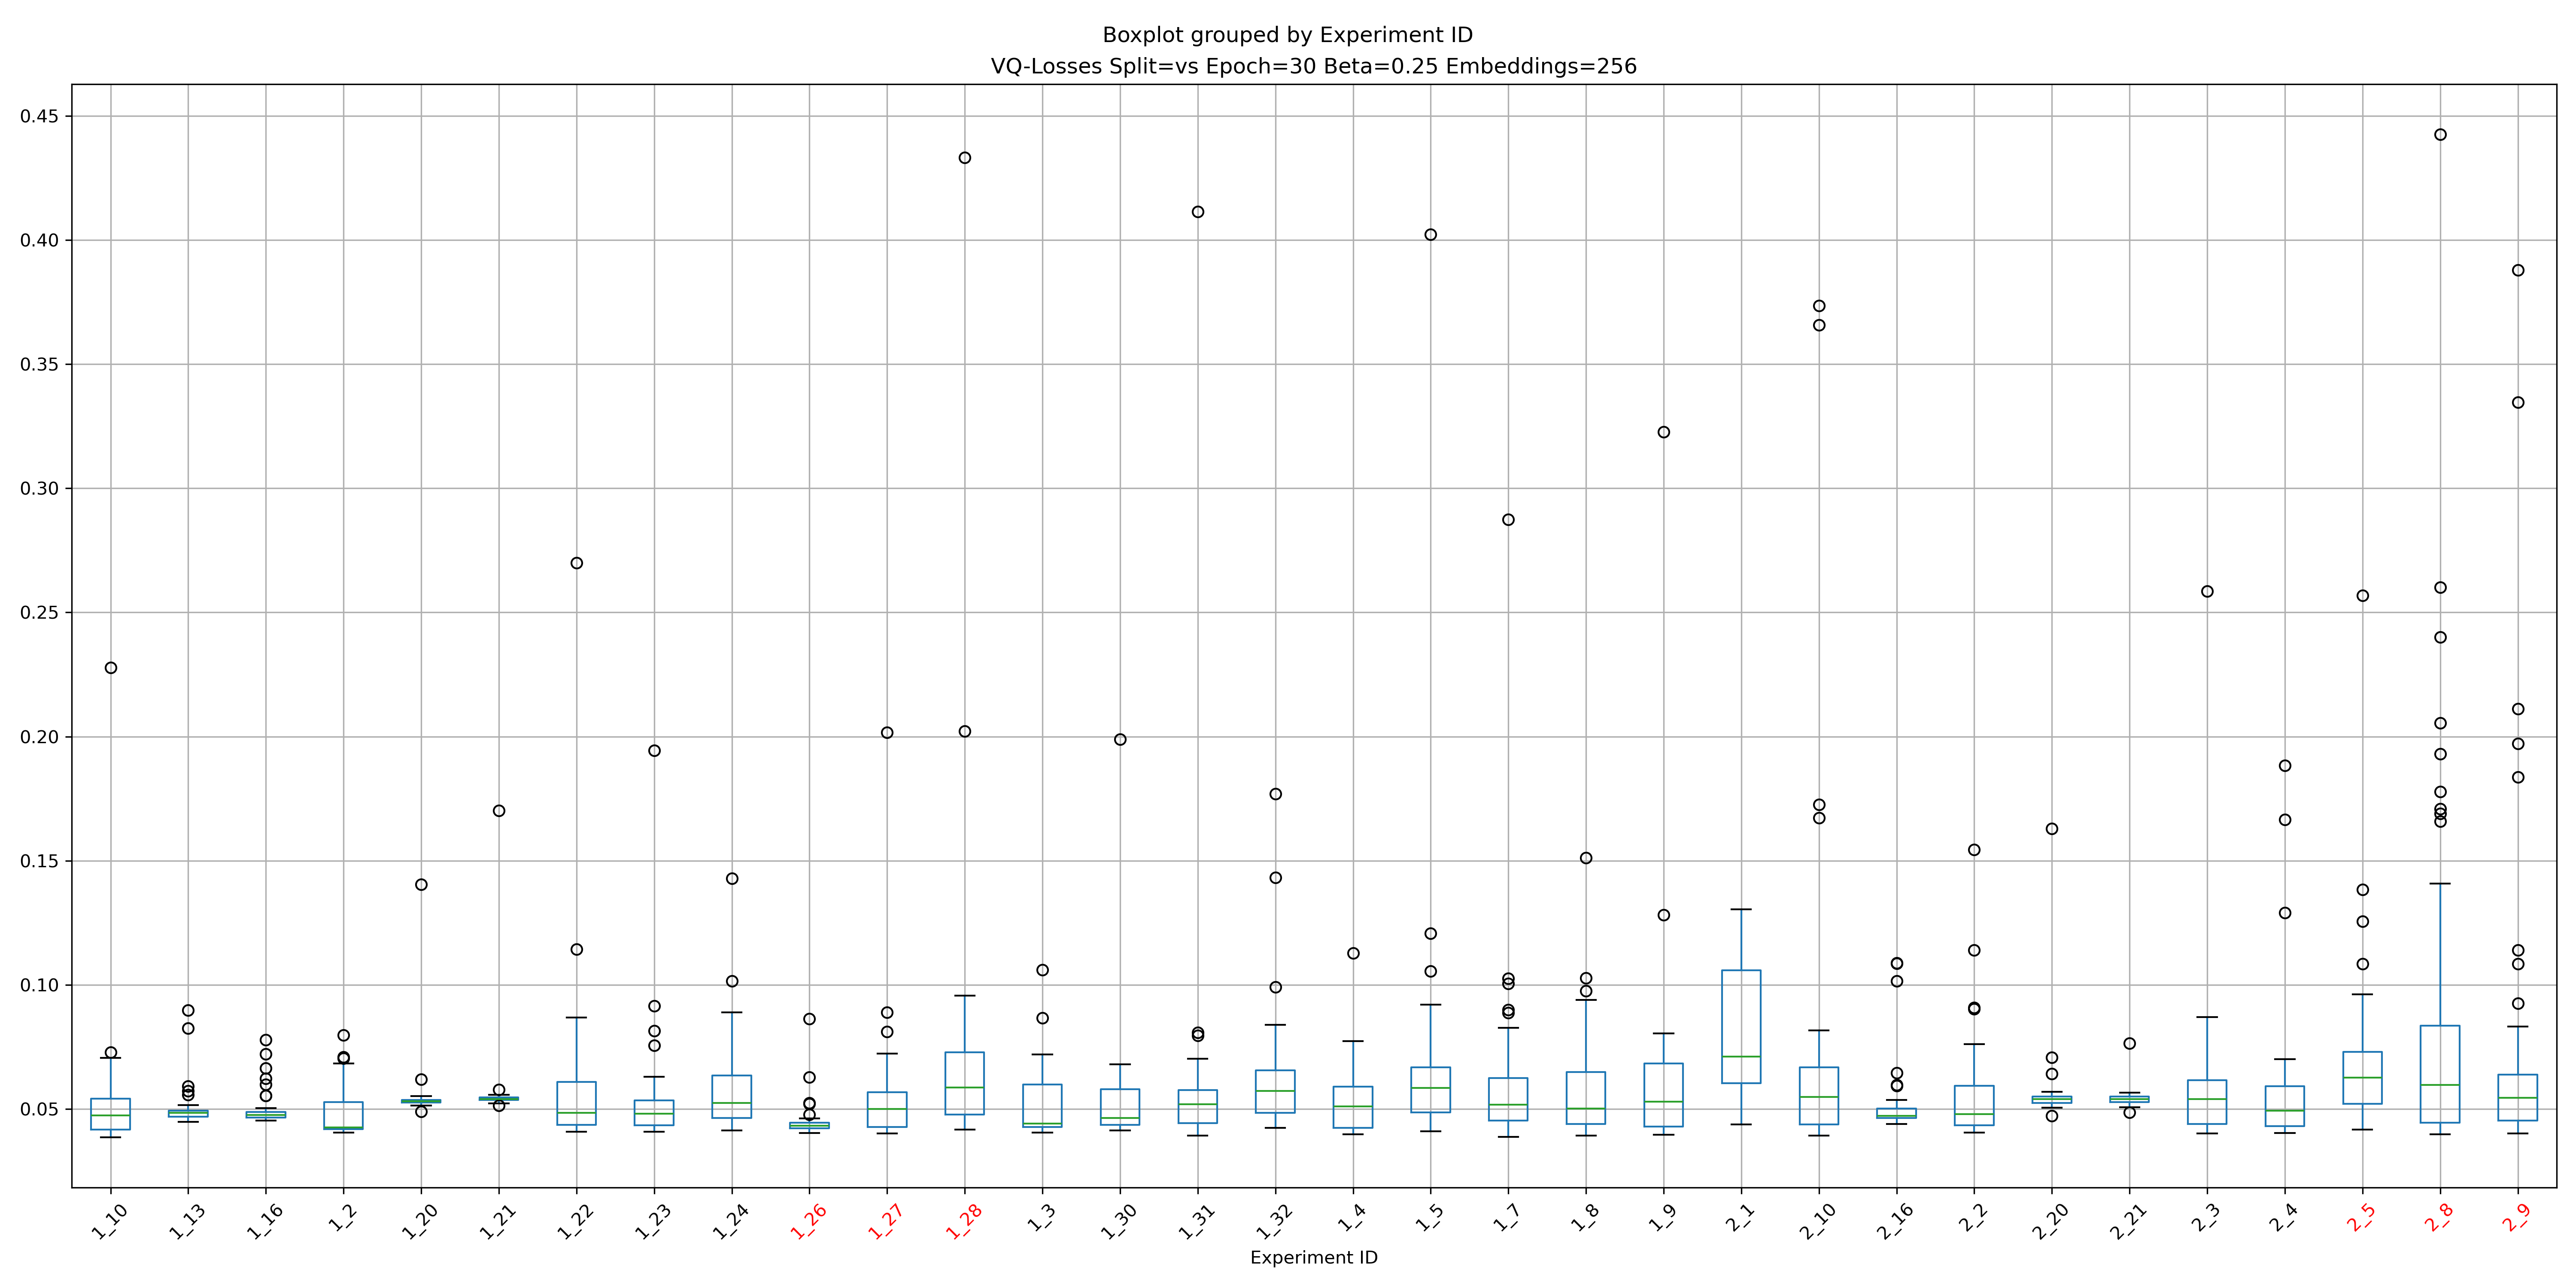 Boxplot grouped by Experiment ID
VQ-Losses Split=vs Epoch=30 Beta=0.25 Embeddings=256
0.45
0.40
0.35
0.30
0.25
0.20
0.15
0.10
0.05
1_10 1_13 1_16 1_2 1_20 1_21 1_22 1_23 1_24 1_26 1_27 1_28 1_3 1_30 1_31 1_32 1_4 1_5 1_7 1_8 1_9 2_1 2_10 2_16 2_2 2_20 2_21 2_3 2_4 2_5 2_8 2_9
Experiment ID